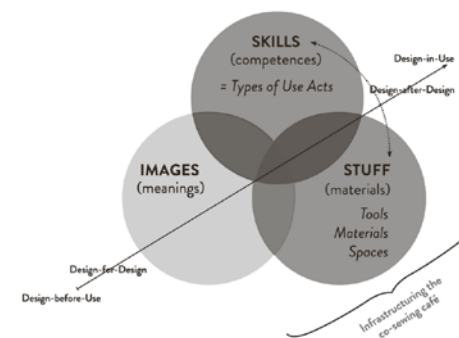 SKILLS
(competences)
= Types of Use Acts
Design-in-Use
Design-after-Design
IMAGES
(meanings)
STUFF
(materials)
Tools
Materials
Spaces
Design-for-Design
Design-before-Use
Infrastructuring the
co-sewing café